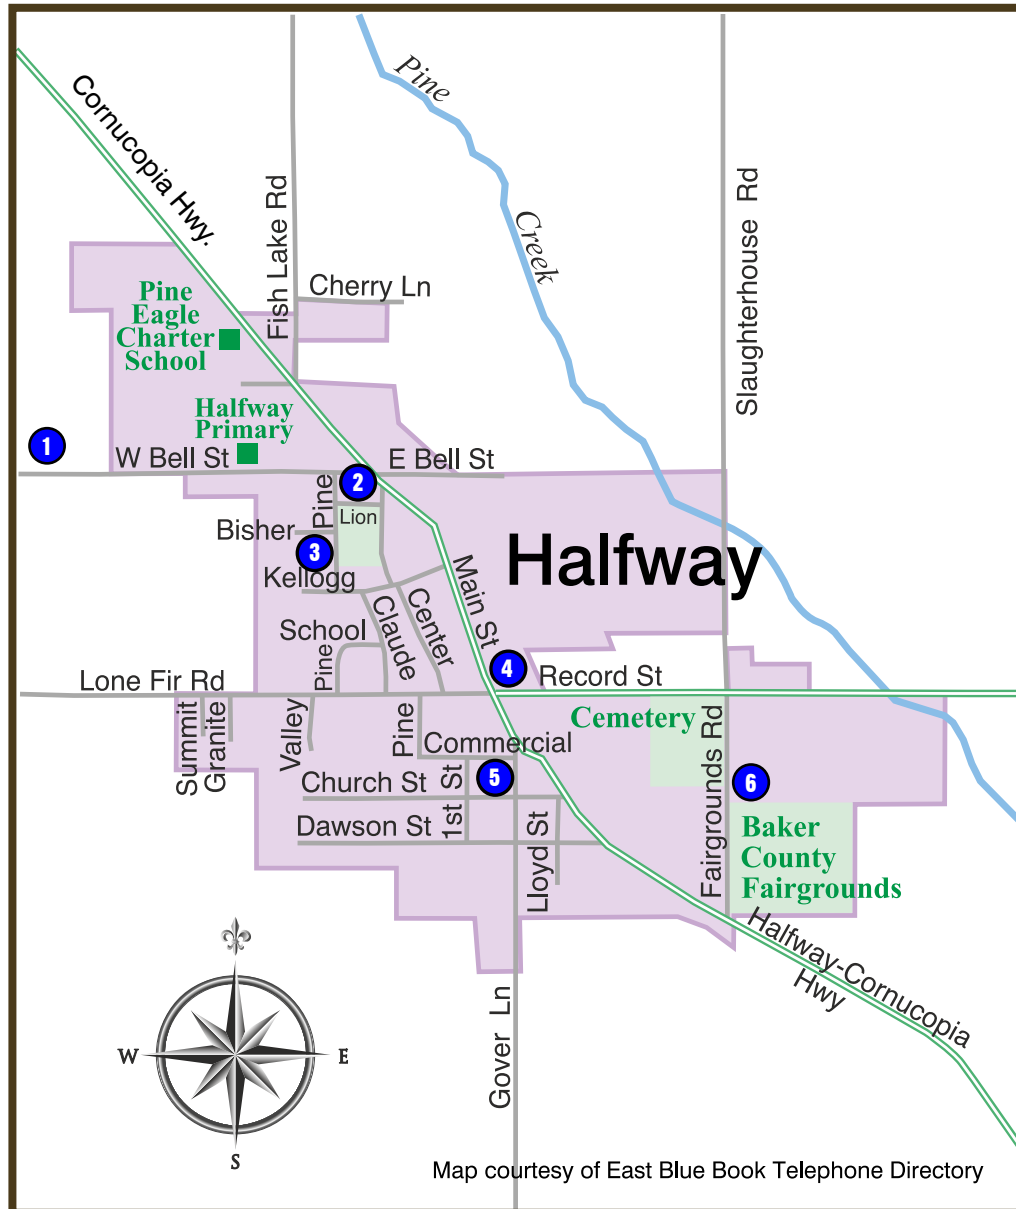 Pine
Creek
Cornucopia Hwy.
Fish Lake Rd
Slaughterhouse Rd
Cherry Ln
Pine
Eagle
Charter
School
Halfway
Primary
1
W Bell St
E Bell St
2
Pine
Lion
Bisher
3
Kellogg
Halfway
Main St
Center
Claude
School
Pine
4
Record St
Lone Fir Rd
Cemetery
Summit
Granite
Valley
Pine
Commercial
Fairgrounds Rd
Church St
1st St
5
6
Dawson St
Lloyd St
Baker
County
Fairgrounds
Halfway-Cornucopia
Hwy
Gover Ln
W
E
S
Map courtesy of East Blue Book Telephone Directory